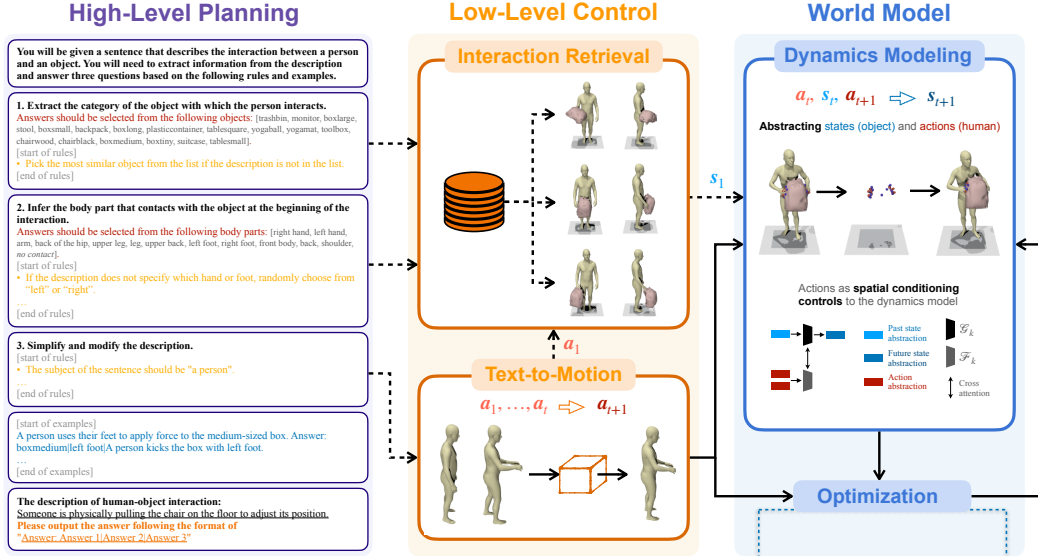 High-Level Planning
You will be given a sentence that describes the interaction between a person
and an object. You will need to extract information from the description
and answer three questions based on the following rules and examples.
1. Extract the category of the object with which the person interacts.
Answers should be selected from the following objects: [trashbin, monitor, boxlarge,
stool, boxsmall, backpack, boxlong, plasticcontainer, tablesquare, yogaball, yogamat, toolbox,
chairwood, chairblack, boxmedium, boxtiny, suitcase, tablesmall].
[start of rules]
• Pick the most similar object from the list if the description is not in the list.
[end of rules]
2. Infer the body part that contacts with the object at the beginning of the
interaction.
Answers should be selected from the following body parts: [right hand, left hand,
arm, back of the hip, upper leg, leg, upper back, left foot, right foot, front body, back, shoulder,
no contact].
[start of rules]
• If the description does not specify which hand or foot, randomly choose from
“left” or “right”.
…
[end of rules]
3. Simplify and modify the description.
[start of rules]
• The subject of the sentence should be "a person".
…
[end of rules]
[start of examples]
A person uses their feet to apply force to the medium-sized box. Answer:
boxmedium|left foot|A person kicks the box with left foot.
…
[end of examples]
The description of human-object interaction:
Someone is physically pulling the chair on the floor to adjust its position.
Please output the answer following the format of
"Answer: Answer 1|Answer 2|Answer 3"
Low-Level Control
Interaction Retrieval
a1
Text-to-Motion
a1, …, at ⇨ at+1
s1
World Model
Dynamics Modeling
at, st, at+1 ⇨ st+1
Abstracting states (object) and actions (human)
Actions as spatial conditioning
controls to the dynamics model
Past state
abstraction
Future state
abstraction
Action
abstraction
𝒢k
ℱk
Cross
attention
Optimization